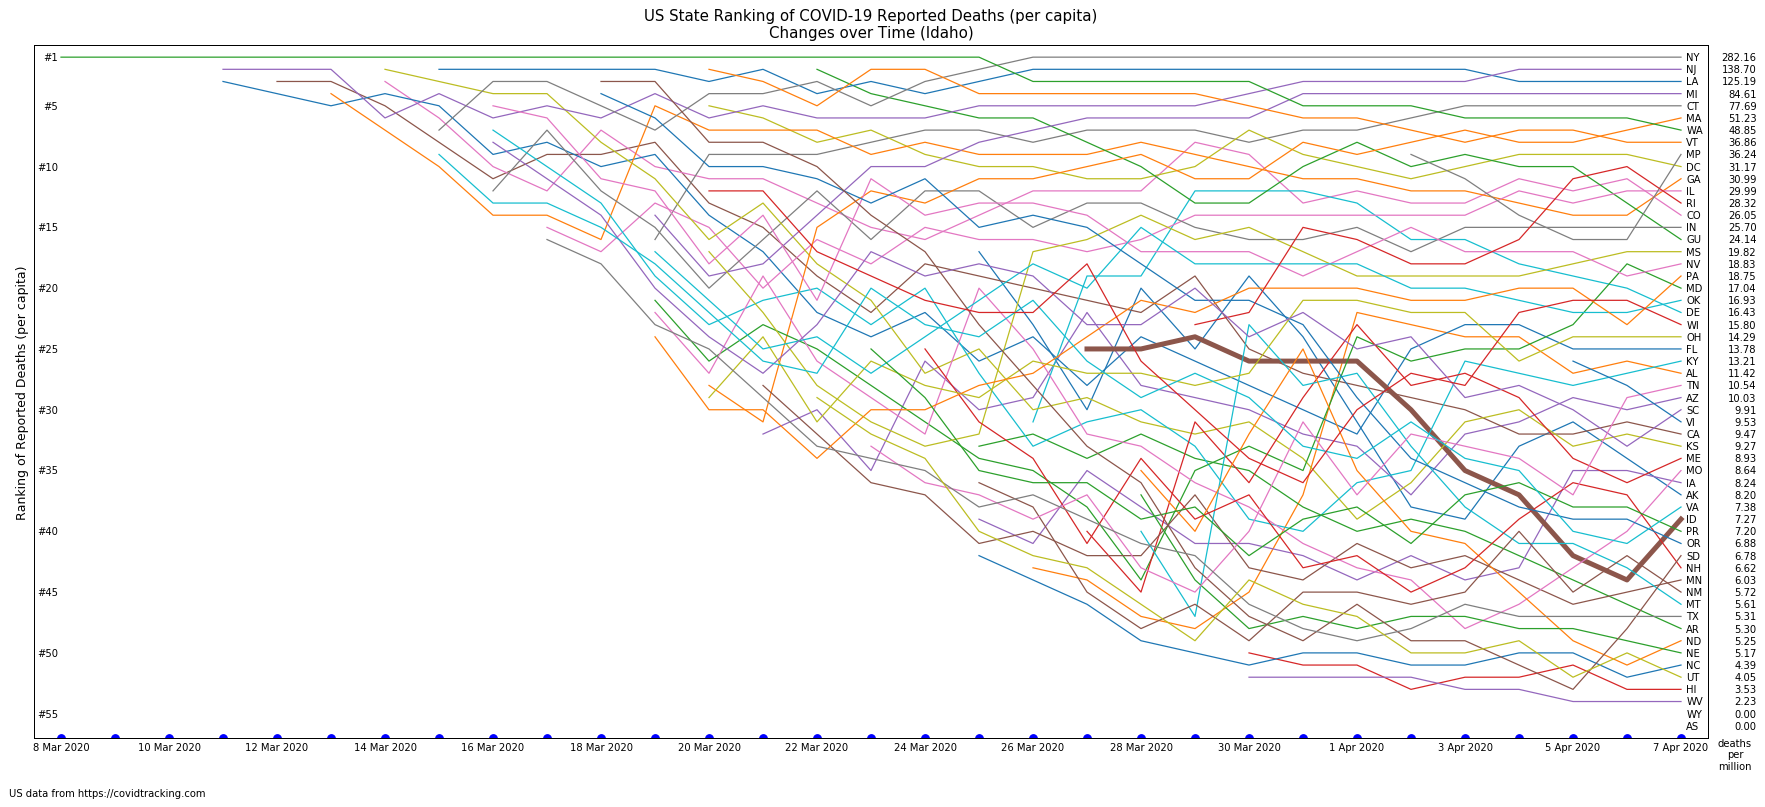 US State Ranking of COVID-19 Reported Deaths (per capita)
Changes over Time (Idaho)
Ranking of Reported Deaths (per capita)
#1
#5
#10
#15
#20
#25
#30
#35
#40
#45
#50
#55
NY 282.16
NJ 138.70
LA 125.19
MI 84.61
CT 77.69
MA 51.23
WA 48.85
VT 36.86
MP 36.24
DC 31.17
GA 30.99
IL 29.99
RI 28.32
CO 26.05
IN 25.70
GU 24.14
MS 19.82
NV 18.83
PA 18.75
MD 17.04
OK 16.93
DE 16.43
WI 15.80
OH 14.29
FL 13.78
KY 13.21
AL 11.42
TN 10.54
AZ 10.03
SC 9.91
VI 9.53
CA 9.47
KS 9.27
ME 8.93
MO 8.64
IA 8.24
AK 8.20
VA 7.38
ID 7.27
PR 7.20
OR 6.88
SD 6.78
NH 6.62
MN 6.03
NM 5.72
MT 5.61
TX 5.31
AR 5.30
ND 5.25
NE 5.17
NC 4.39
UT 4.05
HI 3.53
WV 2.23
WY 0.00
AS 0.00
8 Mar 2020 10 Mar 2020 12 Mar 2020 14 Mar 2020 16 Mar 2020 18 Mar 2020 20 Mar 2020 22 Mar 2020 24 Mar 2020 26 Mar 2020 28 Mar 2020 30 Mar 2020 1 Apr 2020 3 Apr 2020 5 Apr 2020 7 Apr 2020
deaths
per
million
US data from https://covidtracking.com